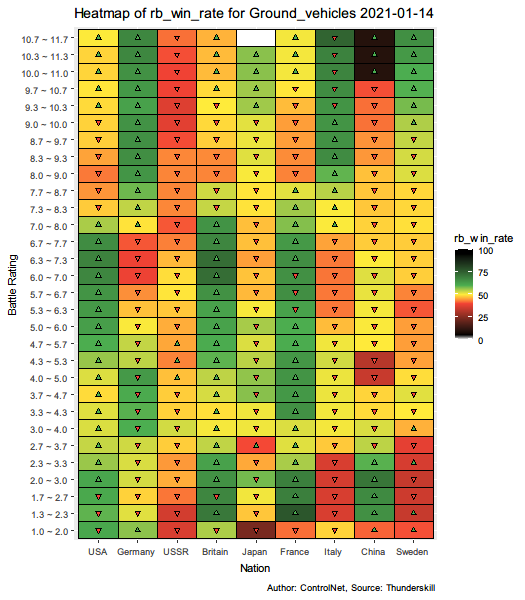 Heatmap of rb_win_rate for Ground_vehicles 2021-01-14
Battle Rating
10.7 ~ 11.7
10.3 ~ 11.3
10.0 ~ 11.0
9.7 ~ 10.7
9.3 ~ 10.3
9.0 ~ 10.0
8.7 ~ 9.7
8.3 ~ 9.3
8.0 ~ 9.0
7.7 ~ 8.7
7.3 ~ 8.3
7.0 ~ 8.0
6.7 ~ 7.7
6.3 ~ 7.3
6.0 ~ 7.0
5.7 ~ 6.7
5.3 ~ 6.3
5.0 ~ 6.0
4.7 ~ 5.7
4.3 ~ 5.3
4.0 ~ 5.0
3.7 ~ 4.7
3.3 ~ 4.3
3.0 ~ 4.0
2.7 ~ 3.7
2.3 ~ 3.3
2.0 ~ 3.0
1.7 ~ 2.7
1.3 ~ 2.3
1.0 ~ 2.0
USA Germany USSR Britain Japan France Italy China Sweden
Nation
rb_win_rate
100
75
50
25
0
Author: ControlNet, Source: Thunderskill